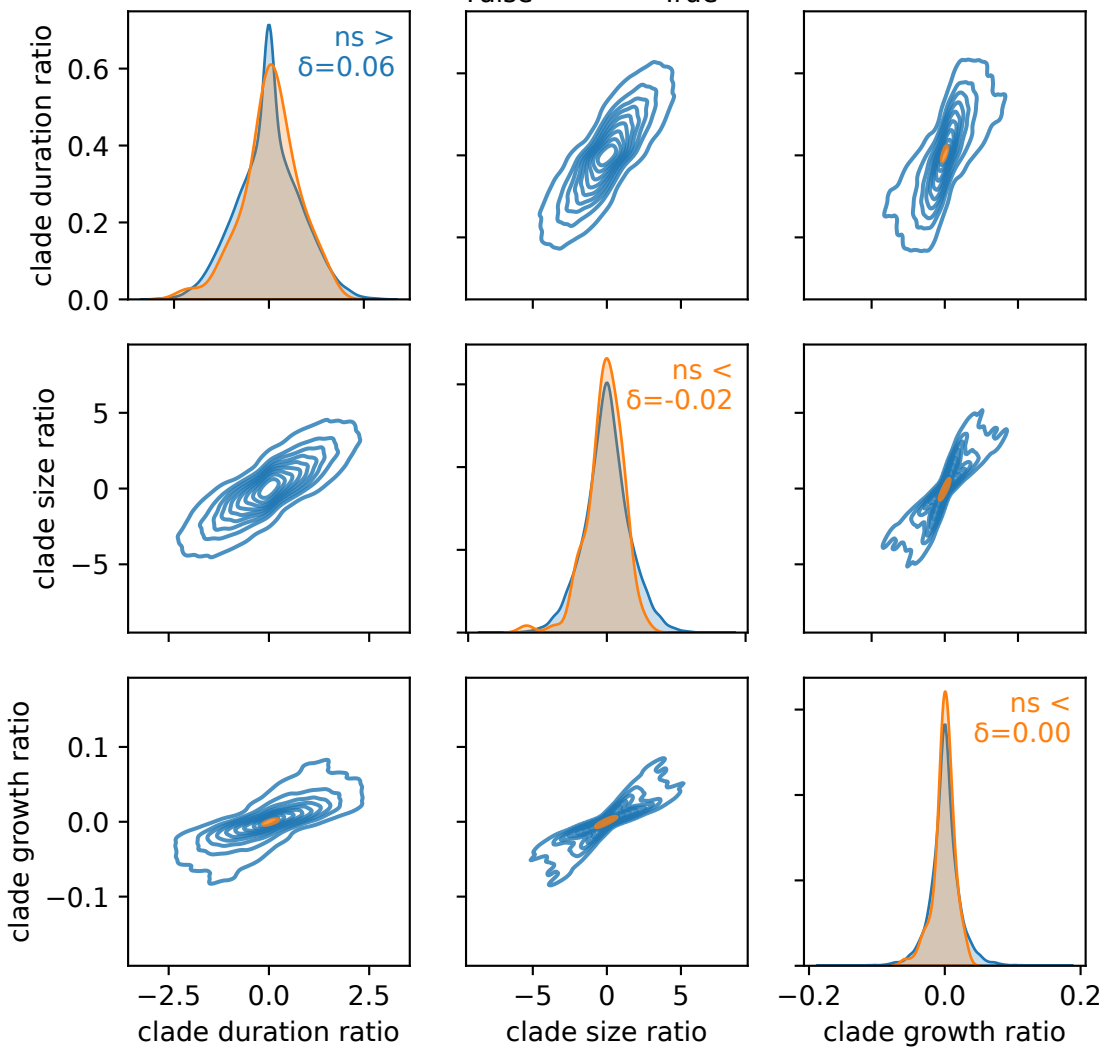 clade duration ratio
0.6
0.4
0.2
0.0
ns >
δ=0.06
clade size ratio
5
0
−5
ns <
δ=-0.02
clade growth ratio
0.1
0.0
−0.1
ns <
δ=0.00
−2.5 0.0 2.5
−5 0 5
−0.2 0.0 0.2
clade duration ratio
clade size ratio
clade growth ratio